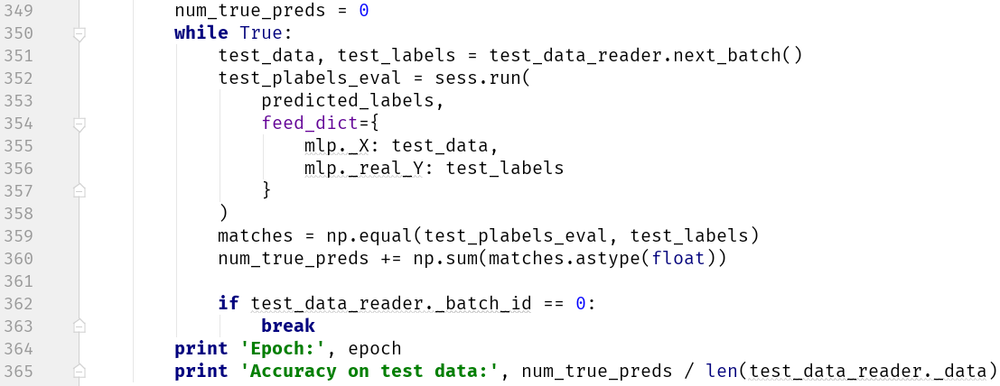 349             num_true_preds = 0
350             while True:
351                 test_data, test_labels = test_data_reader.next_batch()
352                 test_plabels_eval = sess.run(
353                     predicted_labels,
354                     feed_dict={
355                         mlp._X: test_data,
356                         mlp._real_Y: test_labels
357                     }
358                 )
359                 matches = np.equal(test_plabels_eval, test_labels)
360                 num_true_preds += np.sum(matches.astype(float))
361
362                 if test_data_reader._batch_id == 0:
363                     break
364             print 'Epoch:', epoch
365             print 'Accuracy on test data:', num_true_preds / len(test_data_reader._data)